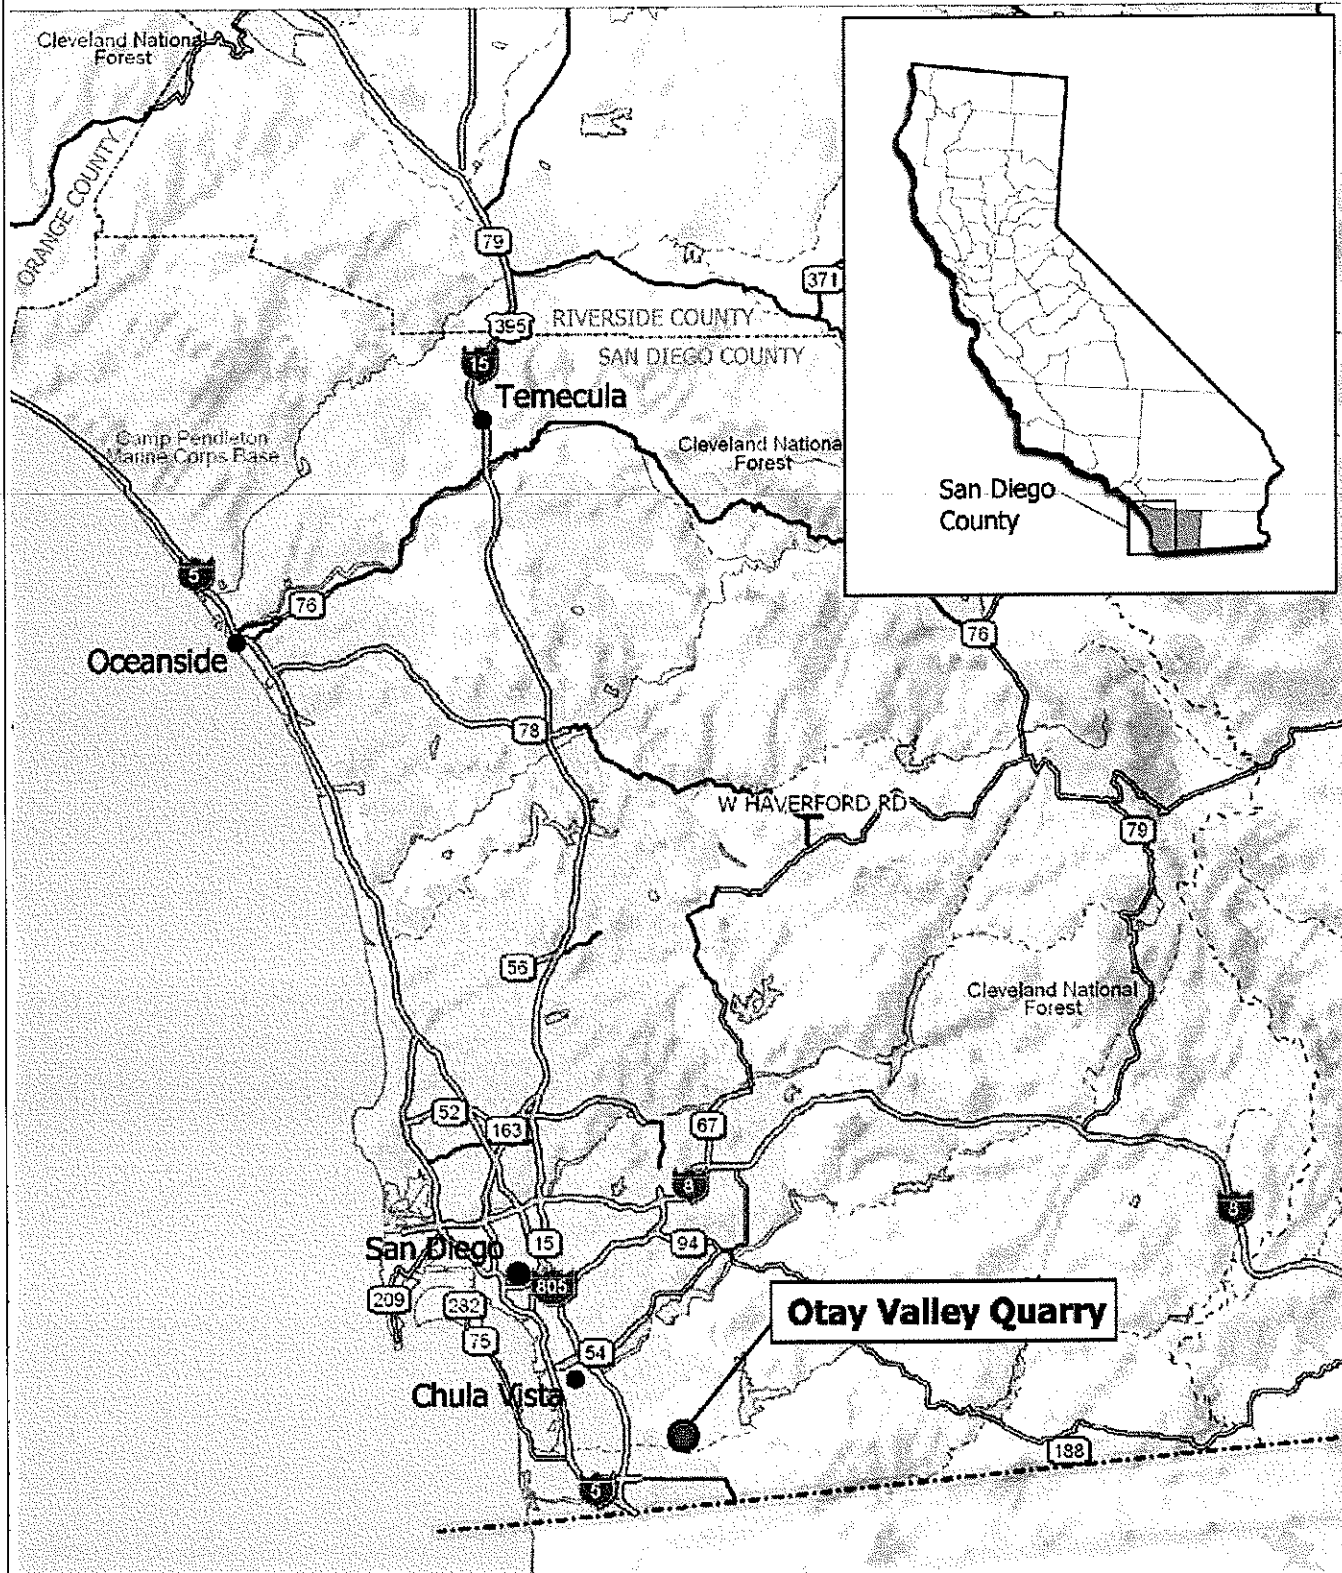 Cleveland National
Forest
ORANGE COUNTY
79
371
395
RIVERSIDE COUNTY
SAN DIEGO COUNTY
15
Temecula
Camp Pendleton
Marine Corps Base
Cleveland Nationa
Forest
San Diego
County
5
76
76
Oceanside
78
W HAVERFORD RD
79
56
Cleveland National
Forest
52
163
67
8
8
San Diego
15
94
805
209
282
75
Otay Valley Quarry
54
Chula Vista
188
5